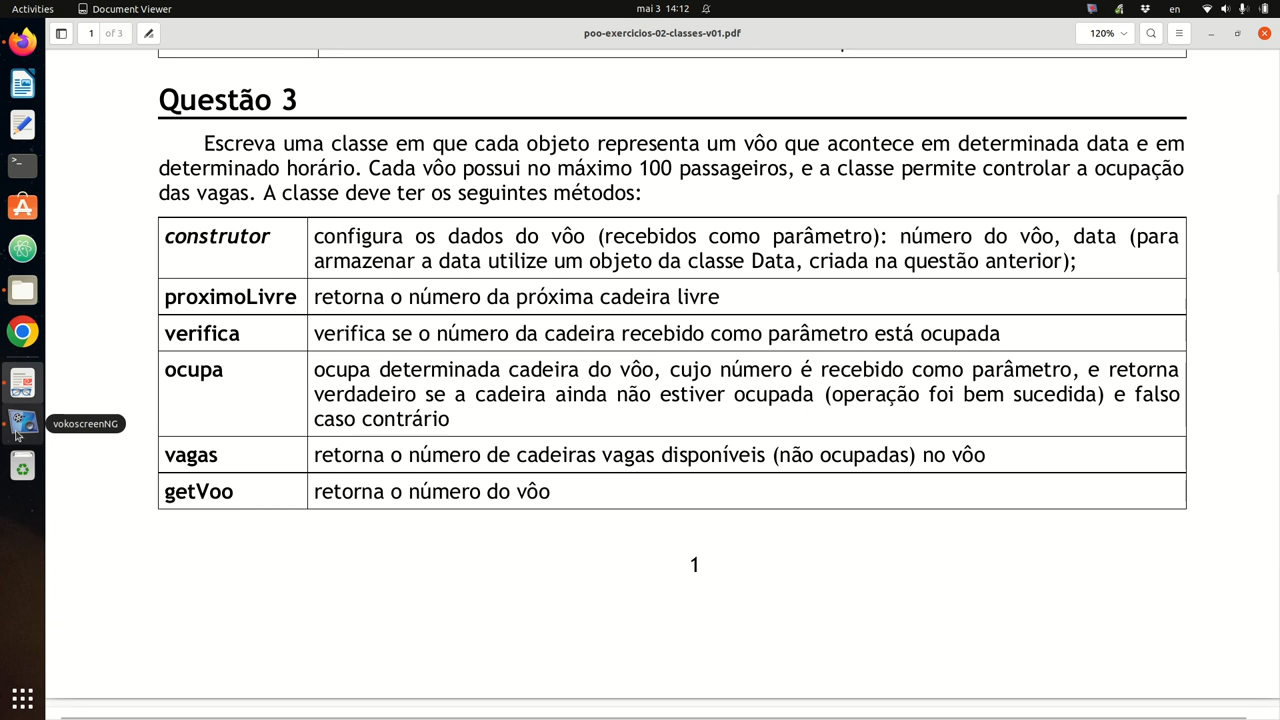 Activities
Document Viewer
mai 3 14:12
en
1
of 3
poo-exercicios-02-classes-v01.pdf
120%
Questão 3
Escreva uma classe em que cada objeto representa um vôo que acontece em determinada data e em
determinado horário. Cada vôo possui no máximo 100 passageiros, e a classe permite controlar a ocupação
das vagas. A classe deve ter os seguintes métodos:
construtor
configura os dados do vôo (recebidos como parâmetro): número do vôo, data (para
armazenar a data utilize um objeto da classe Data, criada na questão anterior);
proximoLivre
retorna o número da próxima cadeira livre
verifica
verifica se o número da cadeira recebido como parâmetro está ocupada
ocupa
ocupa determinada cadeira do vôo, cujo número é recebido como parâmetro, e retorna
verdadeiro se a cadeira ainda não estiver ocupada (operação foi bem sucedida) e falso
caso contrário
vokoscreenNG
vagas
retorna o número de cadeiras vagas disponíveis (não ocupadas) no vôo
getVoo
retorna o número do vôo
1